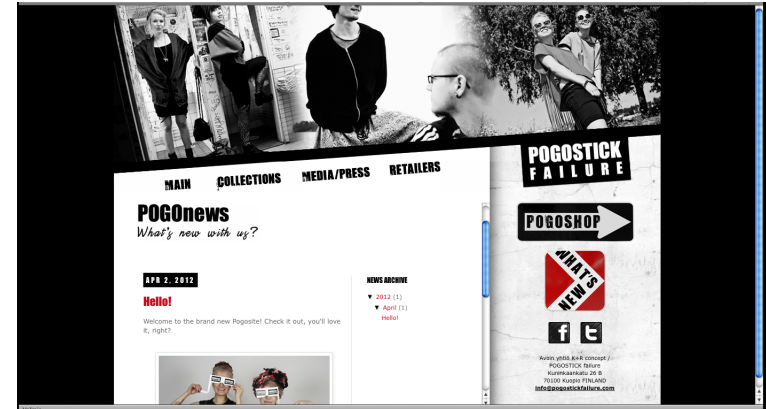 MAIN
COLLECTIONS
MEDIA/PRESS
RETAILERS
POGOSTICK
FAILURE
POGOnews
What's new with us?
POGOSHOP
WHAT'S
NEW
APR 2, 2012
NEWS ARCHIVE
Hello!
▼ 2012 (1)
▼ April (1)
Hello!
Welcome to the brand new Pogosite! Check it out, you'll love
it, right?
f t
Avoin yhtiö K+R concept /
POGOSTICK failure
Kuninkaankatu 26 B
70100 Kuopio FINLAND
info@pogostickfailure.com